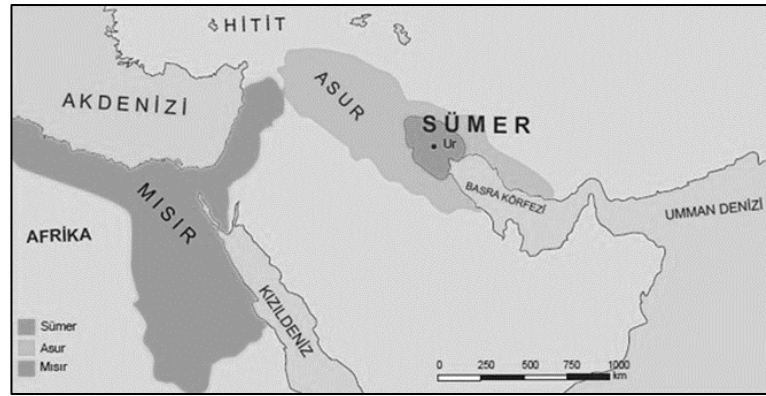 HİTİT
ASUR
AKDENİZİ
SÜMER
Ur
MISIR
BASRA KÖRFEZİ
UMMAN DENİZİ
AFRİKA
KIZILDENİZ
Sümer
Asur
Mısır
0 250 500 750 1000
km